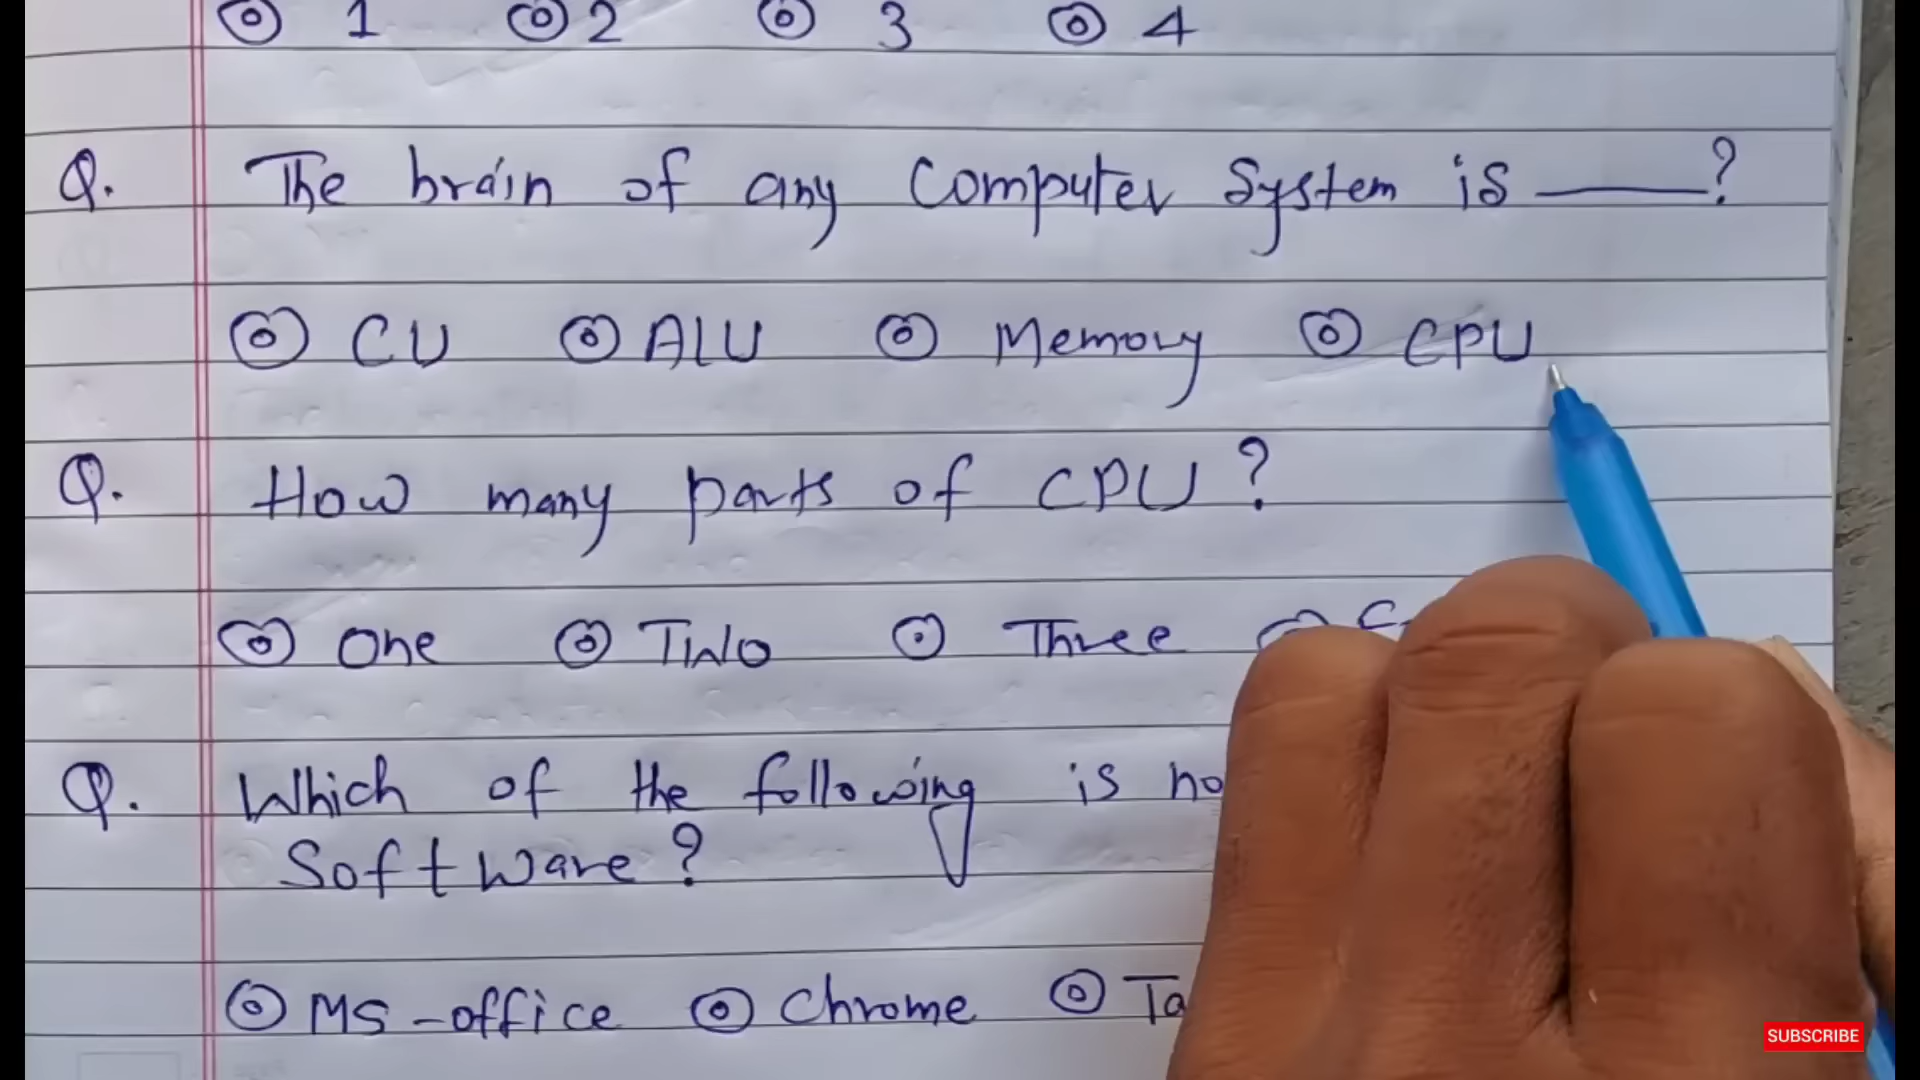 1 2 3 4
Q. The brain of any Computer System is ____?
CU ALU Memory CPU
Q. How many parts of CPU?
One Two Three
Q. Which of the following is
Software?
MS-office Chrome
SUBSCRIBE